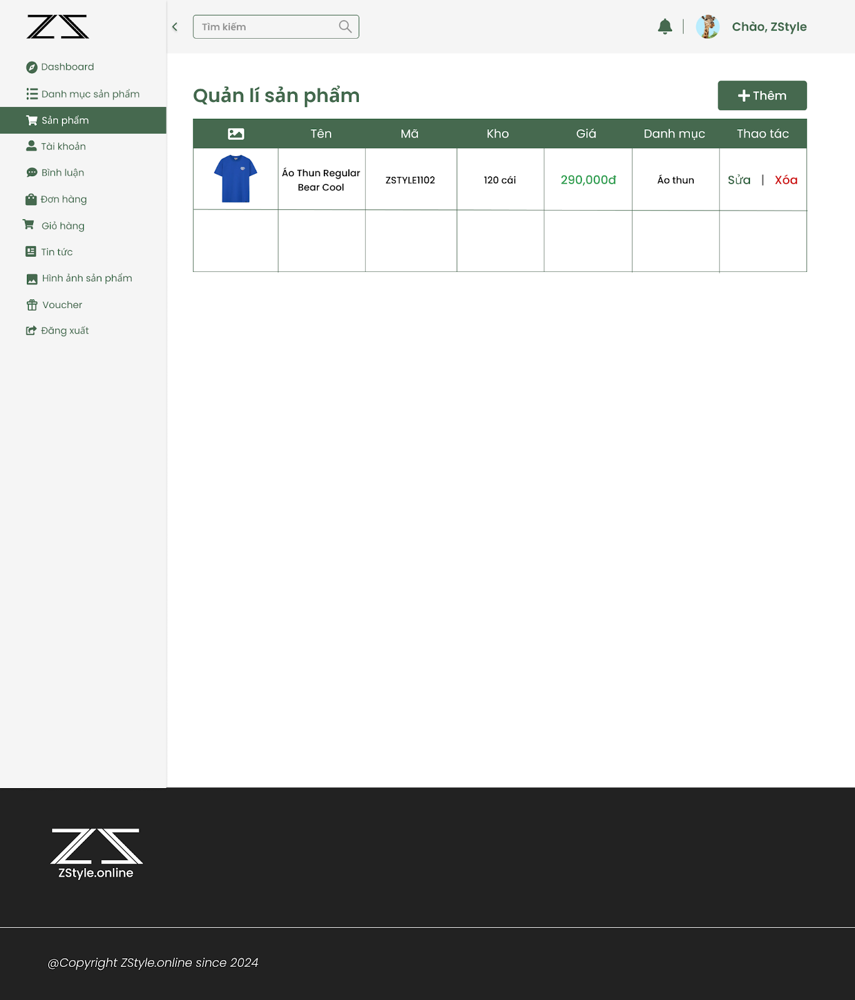 ZS
Tìm kiếm
Chào, ZStyle
Dashboard
Danh mục sản phẩm
Sản phẩm
Tài khoản
Bình luận
Đơn hàng
Giỏ hàng
Tin tức
Hình ảnh sản phẩm
Voucher
Đăng xuất
Quản lí sản phẩm
Thêm
Tên Mã Kho Giá Danh mục Thao tác
Áo Thun Regular
Bear Cool
ZSTYLE1102
120 cái
290,000đ
Áo thun
Sửa | Xóa
ZS
ZStyle.online
@Copyright ZStyle.online since 2024